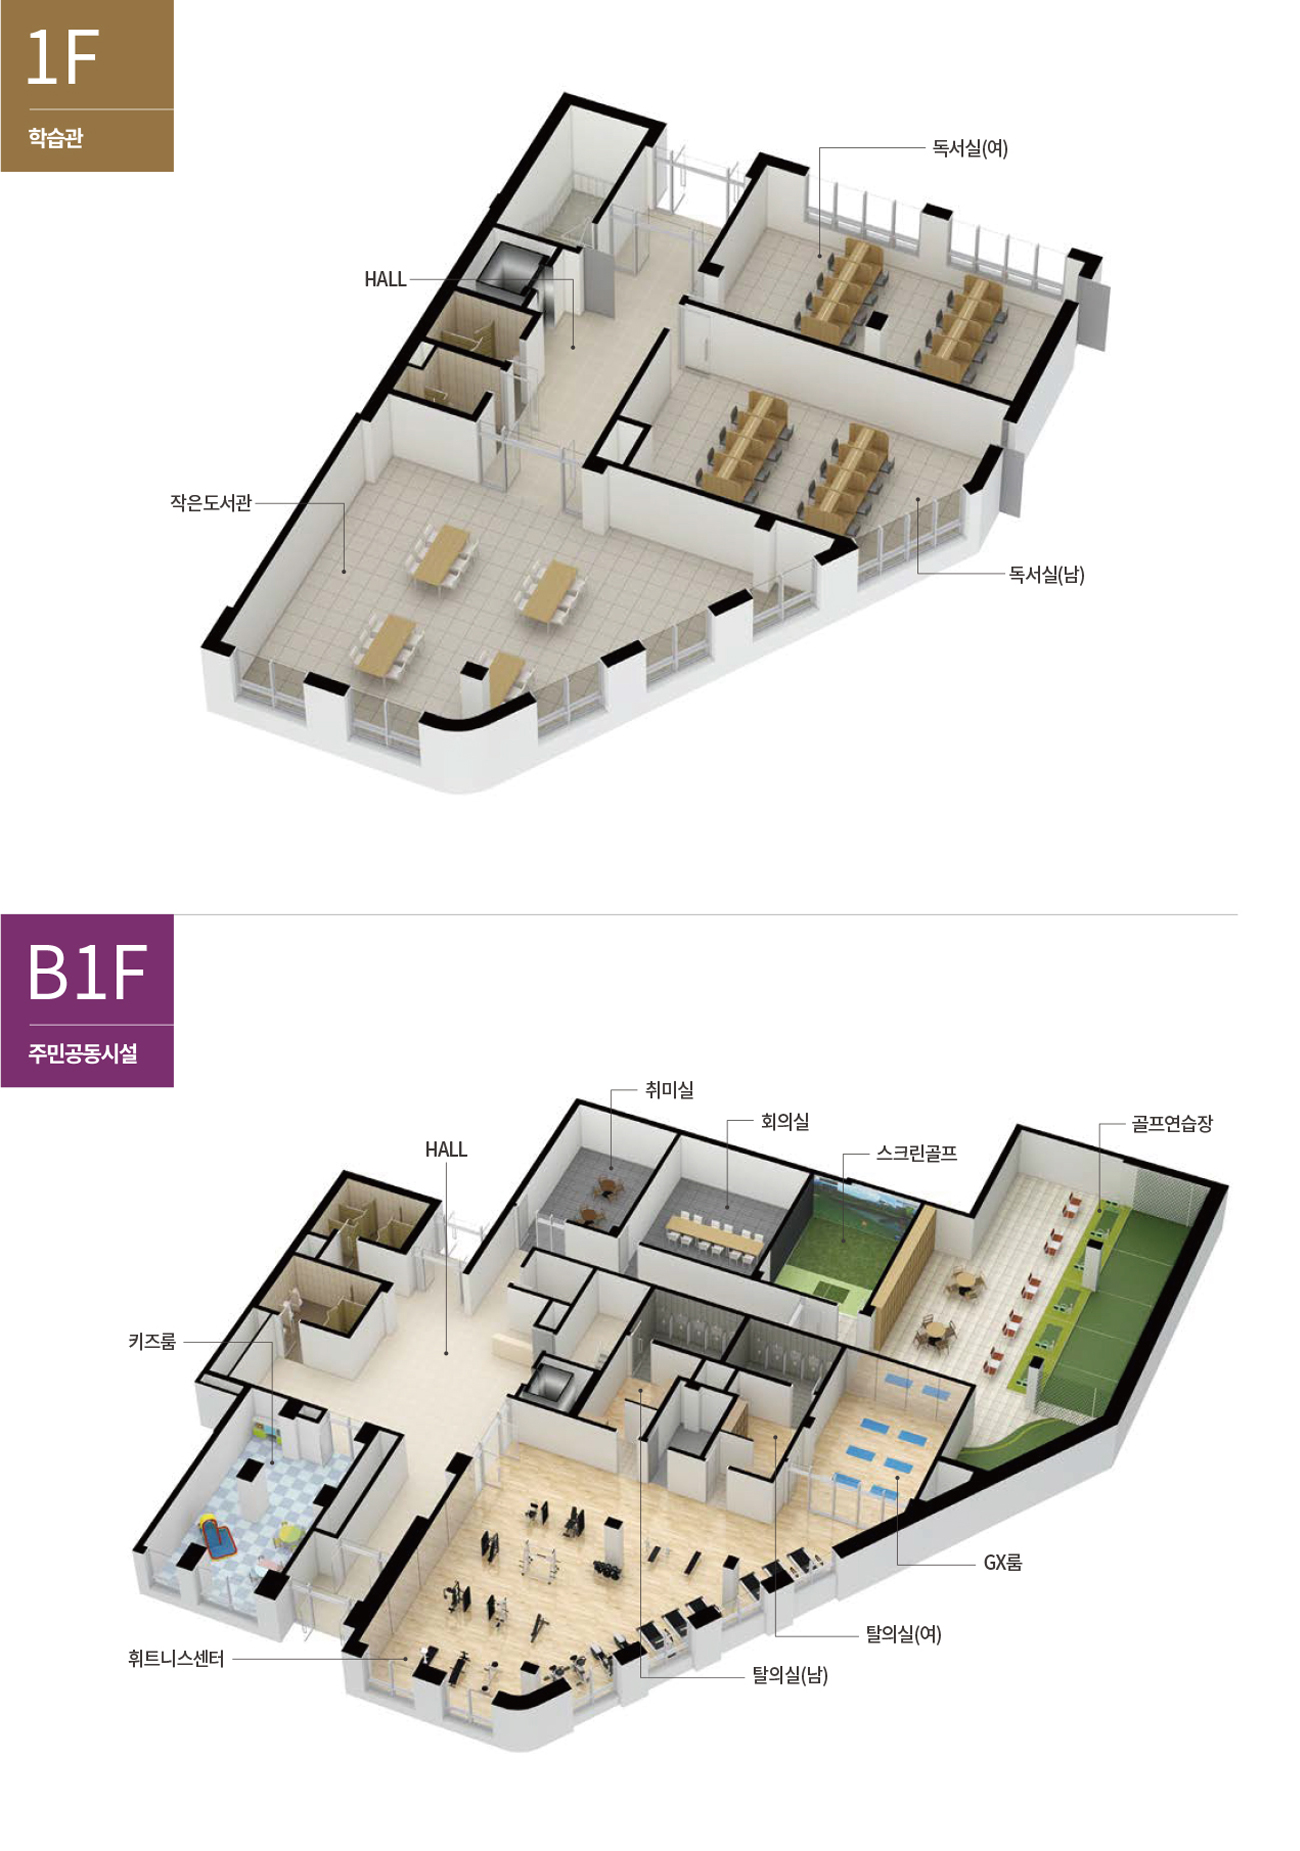 1F
학습관
독서실(여)
HALL
작은도서관
독서실(남)
B1F
주민공동시설
취미실
회의실
골프연습장
HALL
스크린골프
키즈룸
GX룸
탈의실(여)
휘트니스센터
탈의실(남)